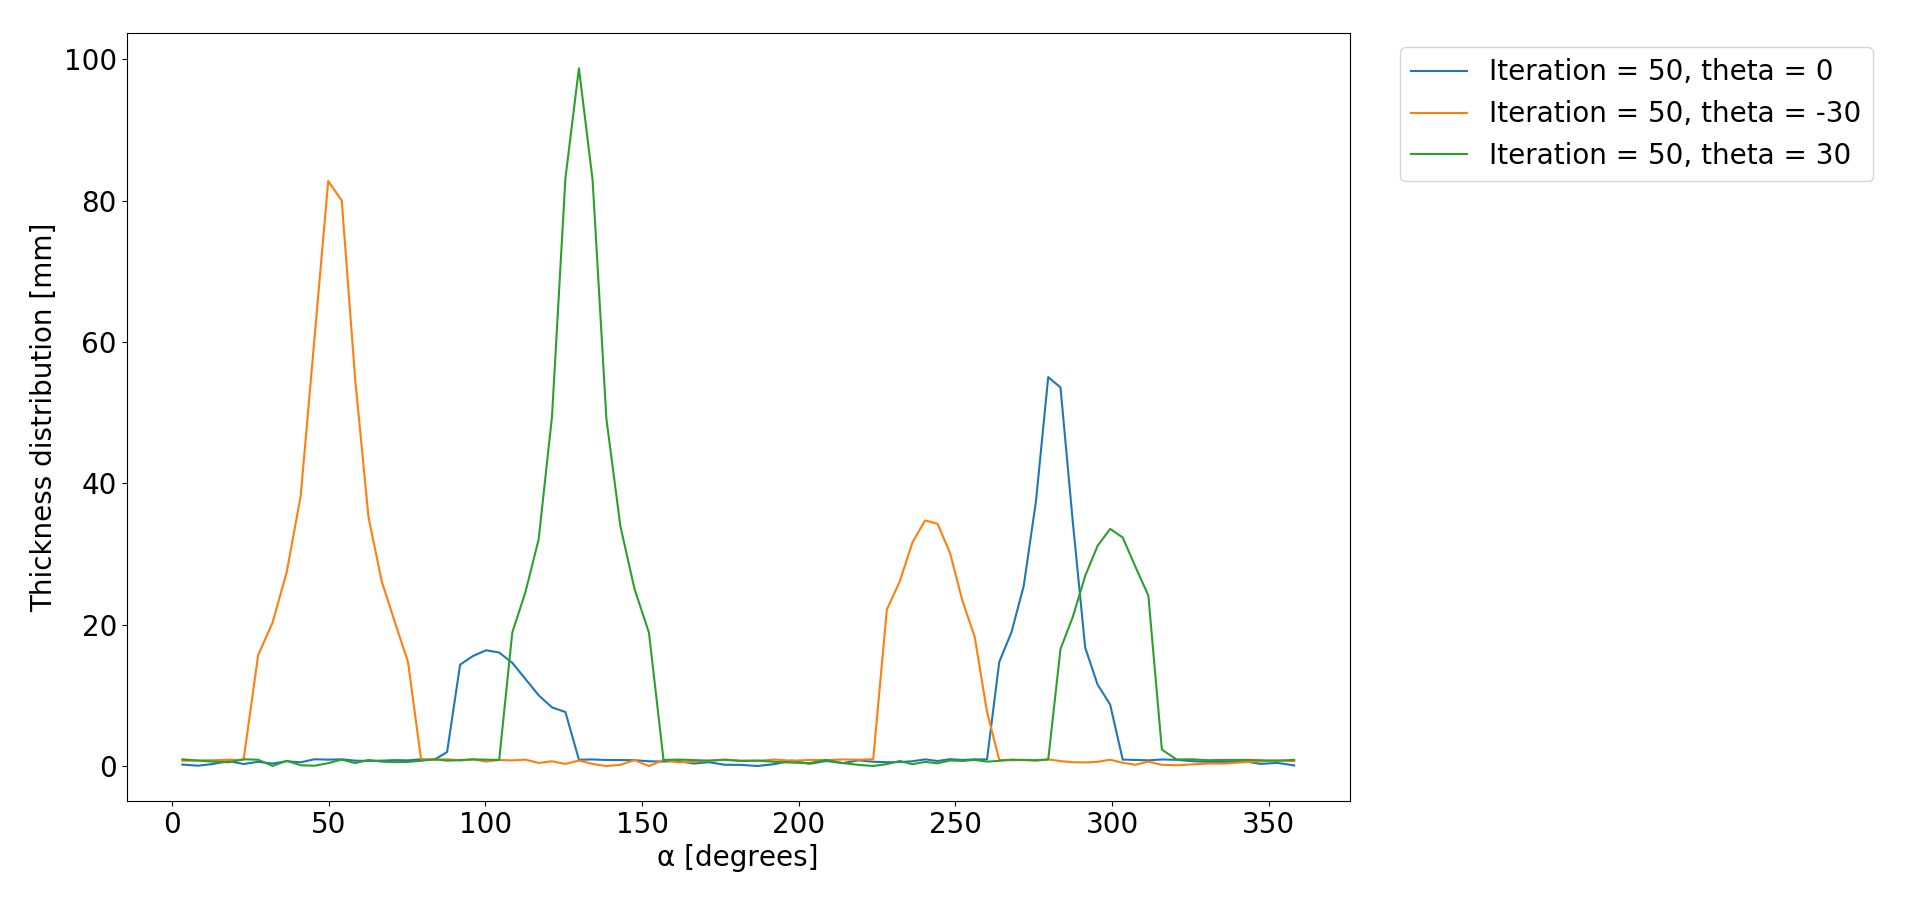 Iteration = 50, theta = 0
Iteration = 50, theta = -30
Iteration = 50, theta = 30
100
80
60
40
20
0
Thickness distribution [mm]
0 50 100 150 200 250 300 350
α [degrees]